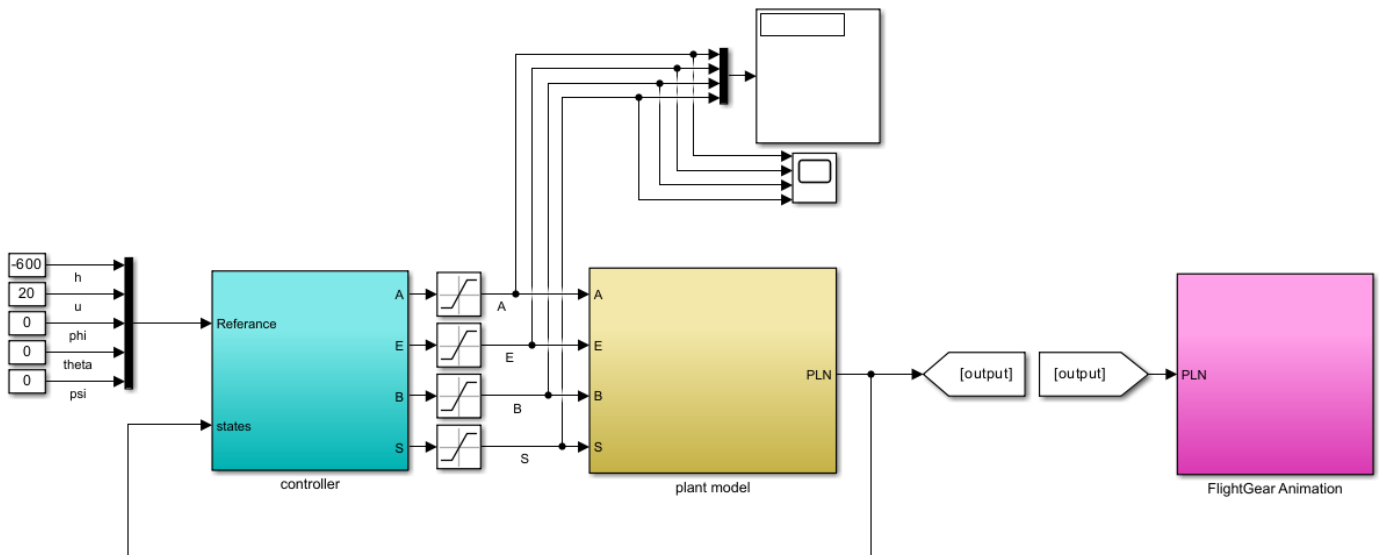 -600
h
20
u
0
phi
0
theta
0
psi
Referance
states
A
E
B
S
controller
A
E
B
S
A
E
B
S
PLN
plant model
[output]
[output]
PLN
FlightGear Animation